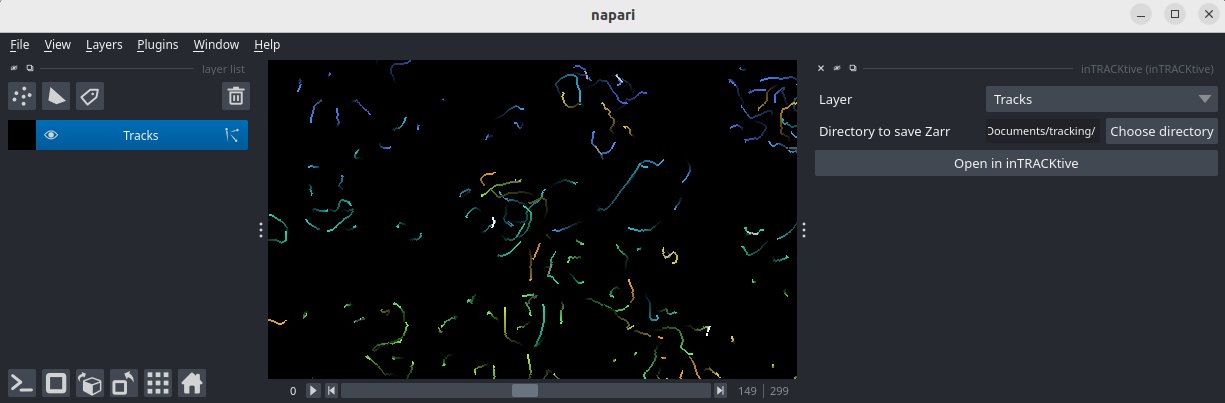 napari
File View Layers Plugins Window Help
layer list
Tracks
0
149 | 299
inTRACKtive (inTRACKtive)
Layer Tracks
Directory to save Zarr Documents/tracking/ Choose directory
Open in inTRACKtive